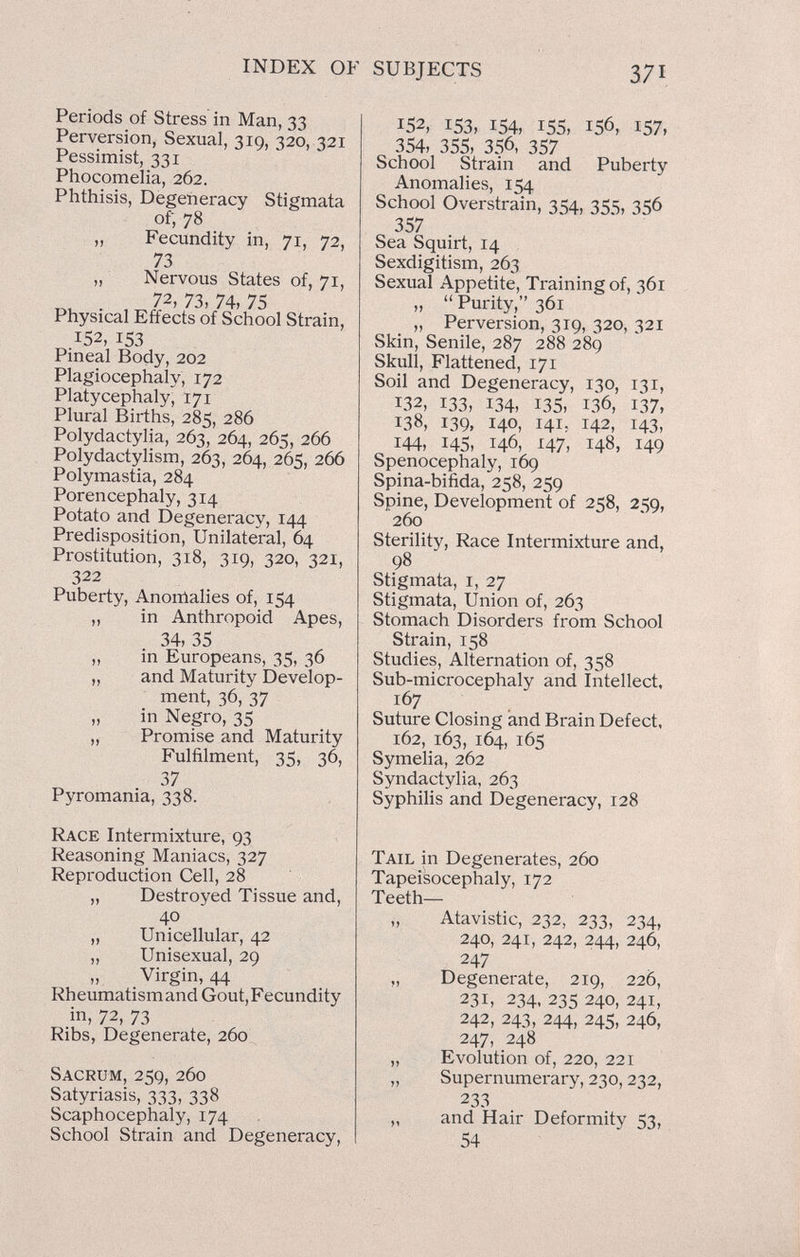 INDEX OF SUBJECTS 371
Periods of Stress in Man, 33
Perversion, Sexual, 319, 320, 321
Pessimist, 331
Phocomelia, 262.
Phthisis, Degeneracy Stigmata
of, 78
„ Fecundity in, 71, 72,
73
„ Nervous States of, 71,
72, 73, 74, 75
Physical Effects of School Strain,
152, 153
Pineal Body, 202
Plagiocephaly, 172
Platycephaly, 171
Plural Births, 285, 286
Polydactylia, 263, 264, 265, 266
Polydactylism, 263, 264, 265, 266
Polymastia, 284
Porencephaly, 314
Potato and Degeneracy, 144
Predisposition, Unilateral, 64
Prostitution, 318, 319, 320, 321,
322
Puberty, Anomalies of, 154
„ in Anthropoid Apes,
34, 35
„ in Europeans, 35, 36
„ and Maturity Develop-
ment, 36, 37
„ in Negro, 35
„ Promise and Maturity
Fulfilment, 35, 36,
37
Pyromania, 338.
RACE Intermixture, 93
Reasoning Maniacs, 327
Reproduction Cell, 28
„ Destroyed Tissue and,
40
„ Unicellular, 42
„ Unisexual, 29
„ Virgin, 44
Rheumatism and Gout, Fecundity
in, 72, 73
Ribs, Degenerate, 260
SACRUM, 259, 260
Satyriasis, 333, 338
Scaphocephaly, 174
School Strain and Degeneracy,
152, 153, 154, 155, 156, 157,
354, 355, 356, 357
School Strain and Puberty
Anomalies, 154
School Overstrain, 354, 355, 356
357
Sea Squirt, 14
Sexdigitism, 263
Sexual Appetite, Training of, 361
„ “Purity,” 361
„ Perversion, 319, 320, 321
Skin, Senile, 287 288 289
Skull, Flattened, 171
Soil and Degeneracy, 130, 131,
132, 133, 134, 135, 136, 137,
138, 139, 140, 141, 142, 143,
144, 145, 146, 147, 148, 149
Spenocephaly, 169
Spina-bifida, 258, 259
Spine, Development of 258, 259,
260
Sterility, Race Intermixture and,
98
Stigmata, 1, 27
Stigmata, Union of, 263
Stomach Disorders from School
Strain, 158
Studies, Alternation of, 358
Sub-microcephaly and Intellect,
167
Suture Closing and Brain Defect,
162, 163, 164, 165
Symelia, 262
Syndactylia, 263
Syphilis and Degeneracy, 128
TAIL in Degenerates, 260
Tapeisocephaly, 172
Teeth—
„ Atavistic, 232, 233, 234,
240, 241, 242, 244, 246,
247
„ Degenerate, 219, 226,
231, 234, 235 240, 241,
242, 243, 244, 245, 246,
247, 248
„ Evolution of, 220, 221
„ Supernumerary, 230, 232,
233
„ and Hair Deformity 53,
54